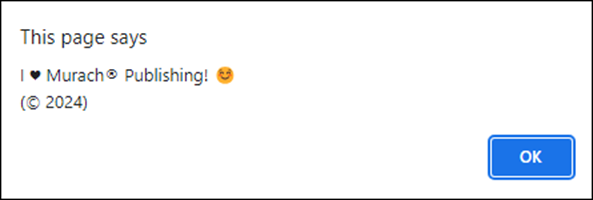 This page says
I ♥ Murach® Publishing! 😊
(© 2024)
OK